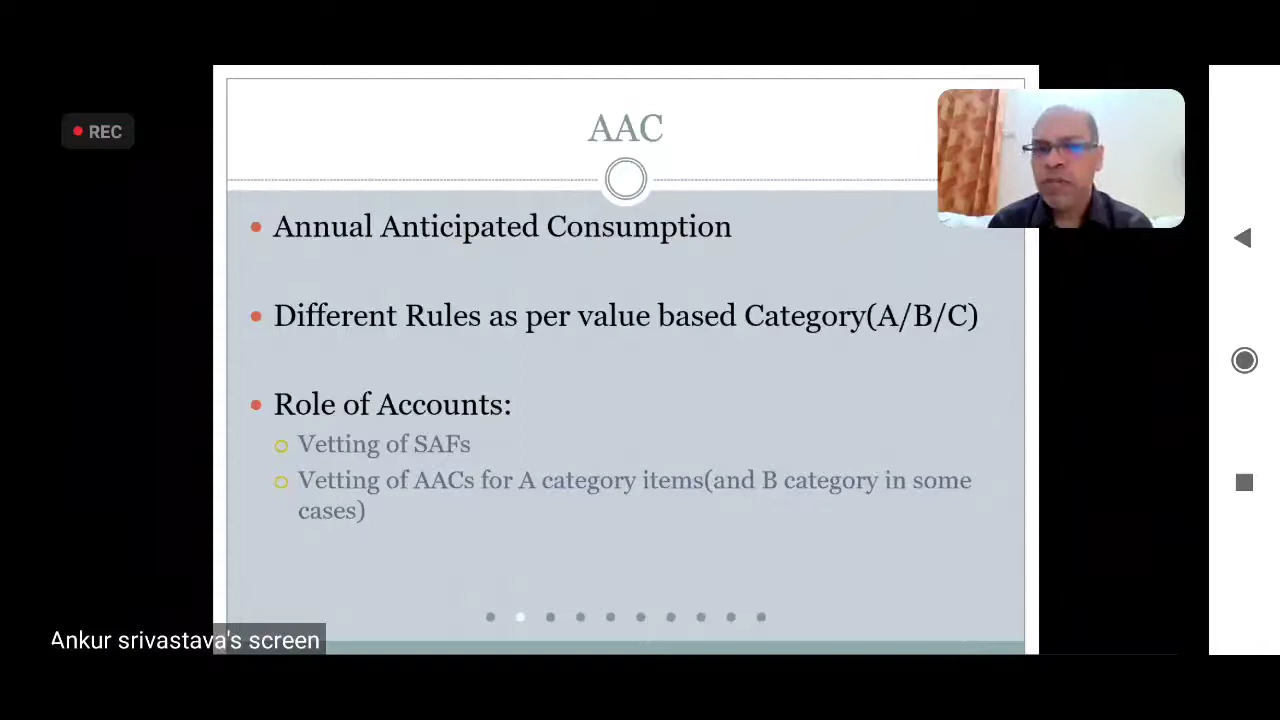 REC
AAC
Annual Anticipated Consumption
Different Rules as per value based Category(A/B/C)
Role of Accounts:
Vetting of SAFs
Vetting of AACs for A category items(and B category in some
cases)
Ankur srivastava's screen